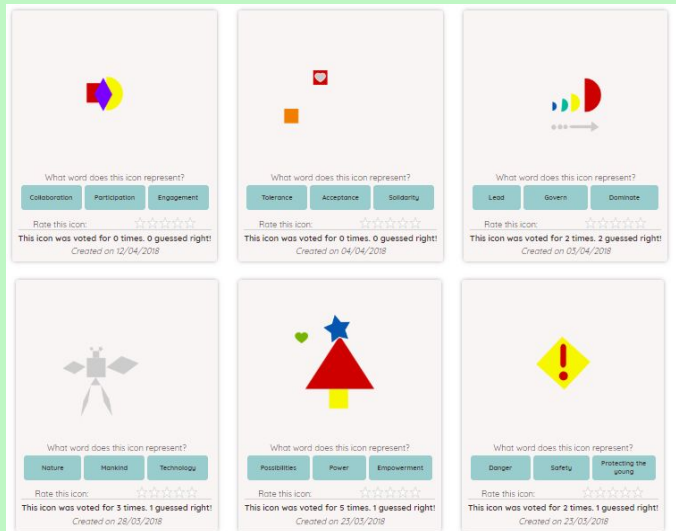 What word does this icon represent?
Collaboration Participation Engagement
Rate this icon:
This icon was voted for 0 times. 0 guessed right!
Created on 12/04/2018
What word does this icon represent?
Tolerance Acceptance Solidarity
Rate this icon:
This icon was voted for 0 times. 0 guessed right!
Created on 04/04/2018
What word does this icon represent?
Lead Govern Dominate
Rate this icon:
This icon was voted for 2 times. 2 guessed right!
Created on 03/04/2018
What word does this icon represent?
Nature Mankind Technology
Rate this icon:
This icon was voted for 3 times. 1 guessed right!
Created on 28/03/2018
What word does this icon represent?
Possibilities Power Empowerment
Rate this icon:
This icon was voted for 5 times. 1 guessed right!
Created on 23/03/2018
What word does this icon represent?
Danger Safety Protecting the
young
Rate this icon:
This icon was voted for 2 times. 1 guessed right!
Created on 23/03/2018